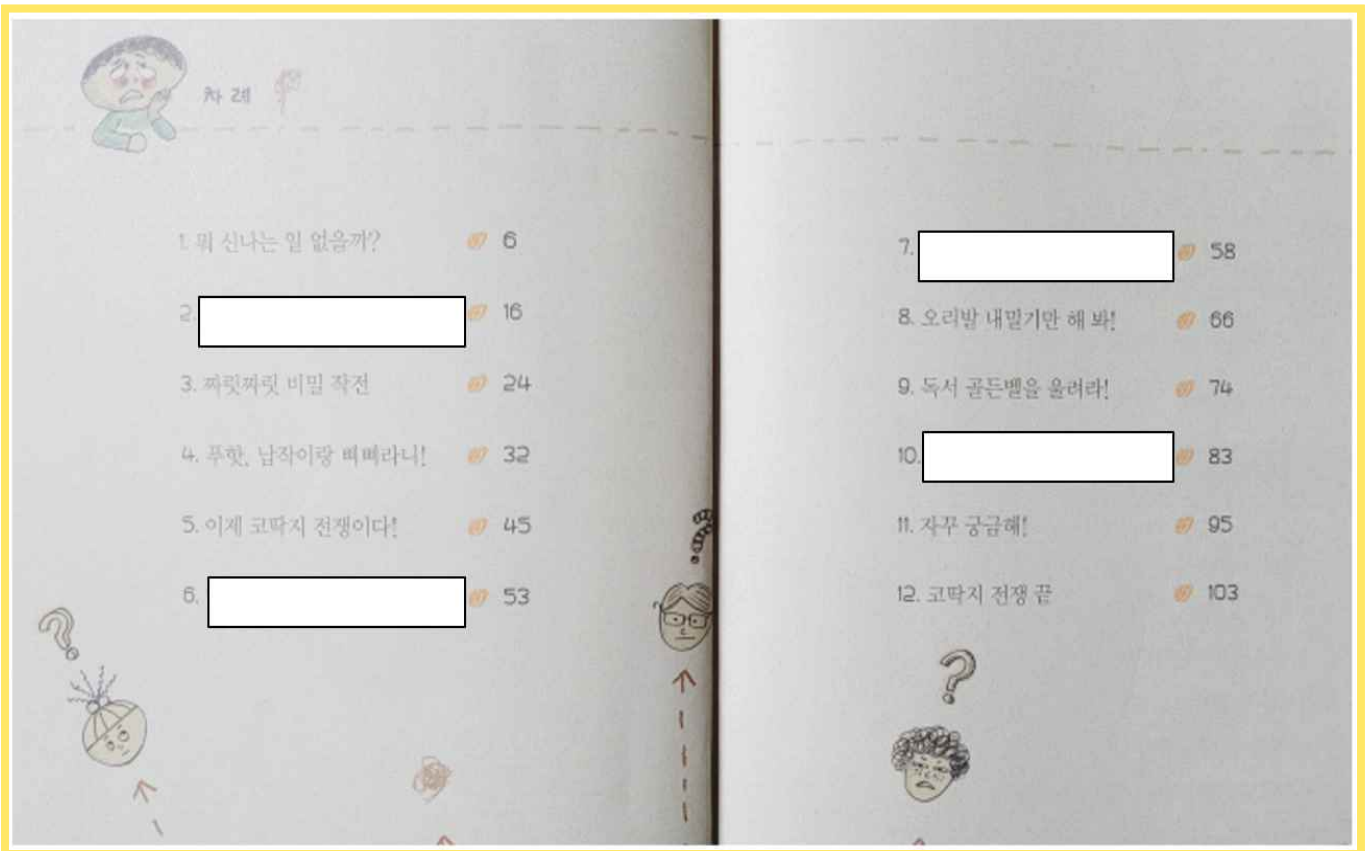 차 례
1. 뭐 신나는 일 없을까? 6
2. 16
3. 짜릿짜릿 비밀 작전 24
4. 푸핫, 납작이랑 삐삐라니! 32
5. 이제 코딱지 전쟁이다! 45
6. 53
7. 58
8. 오리발 내밀기만 해 봐! 66
9. 독서 골든벨을 울려라! 74
10. 83
11. 자꾸 궁금해! 95
12. 코딱지 전쟁 끝 103